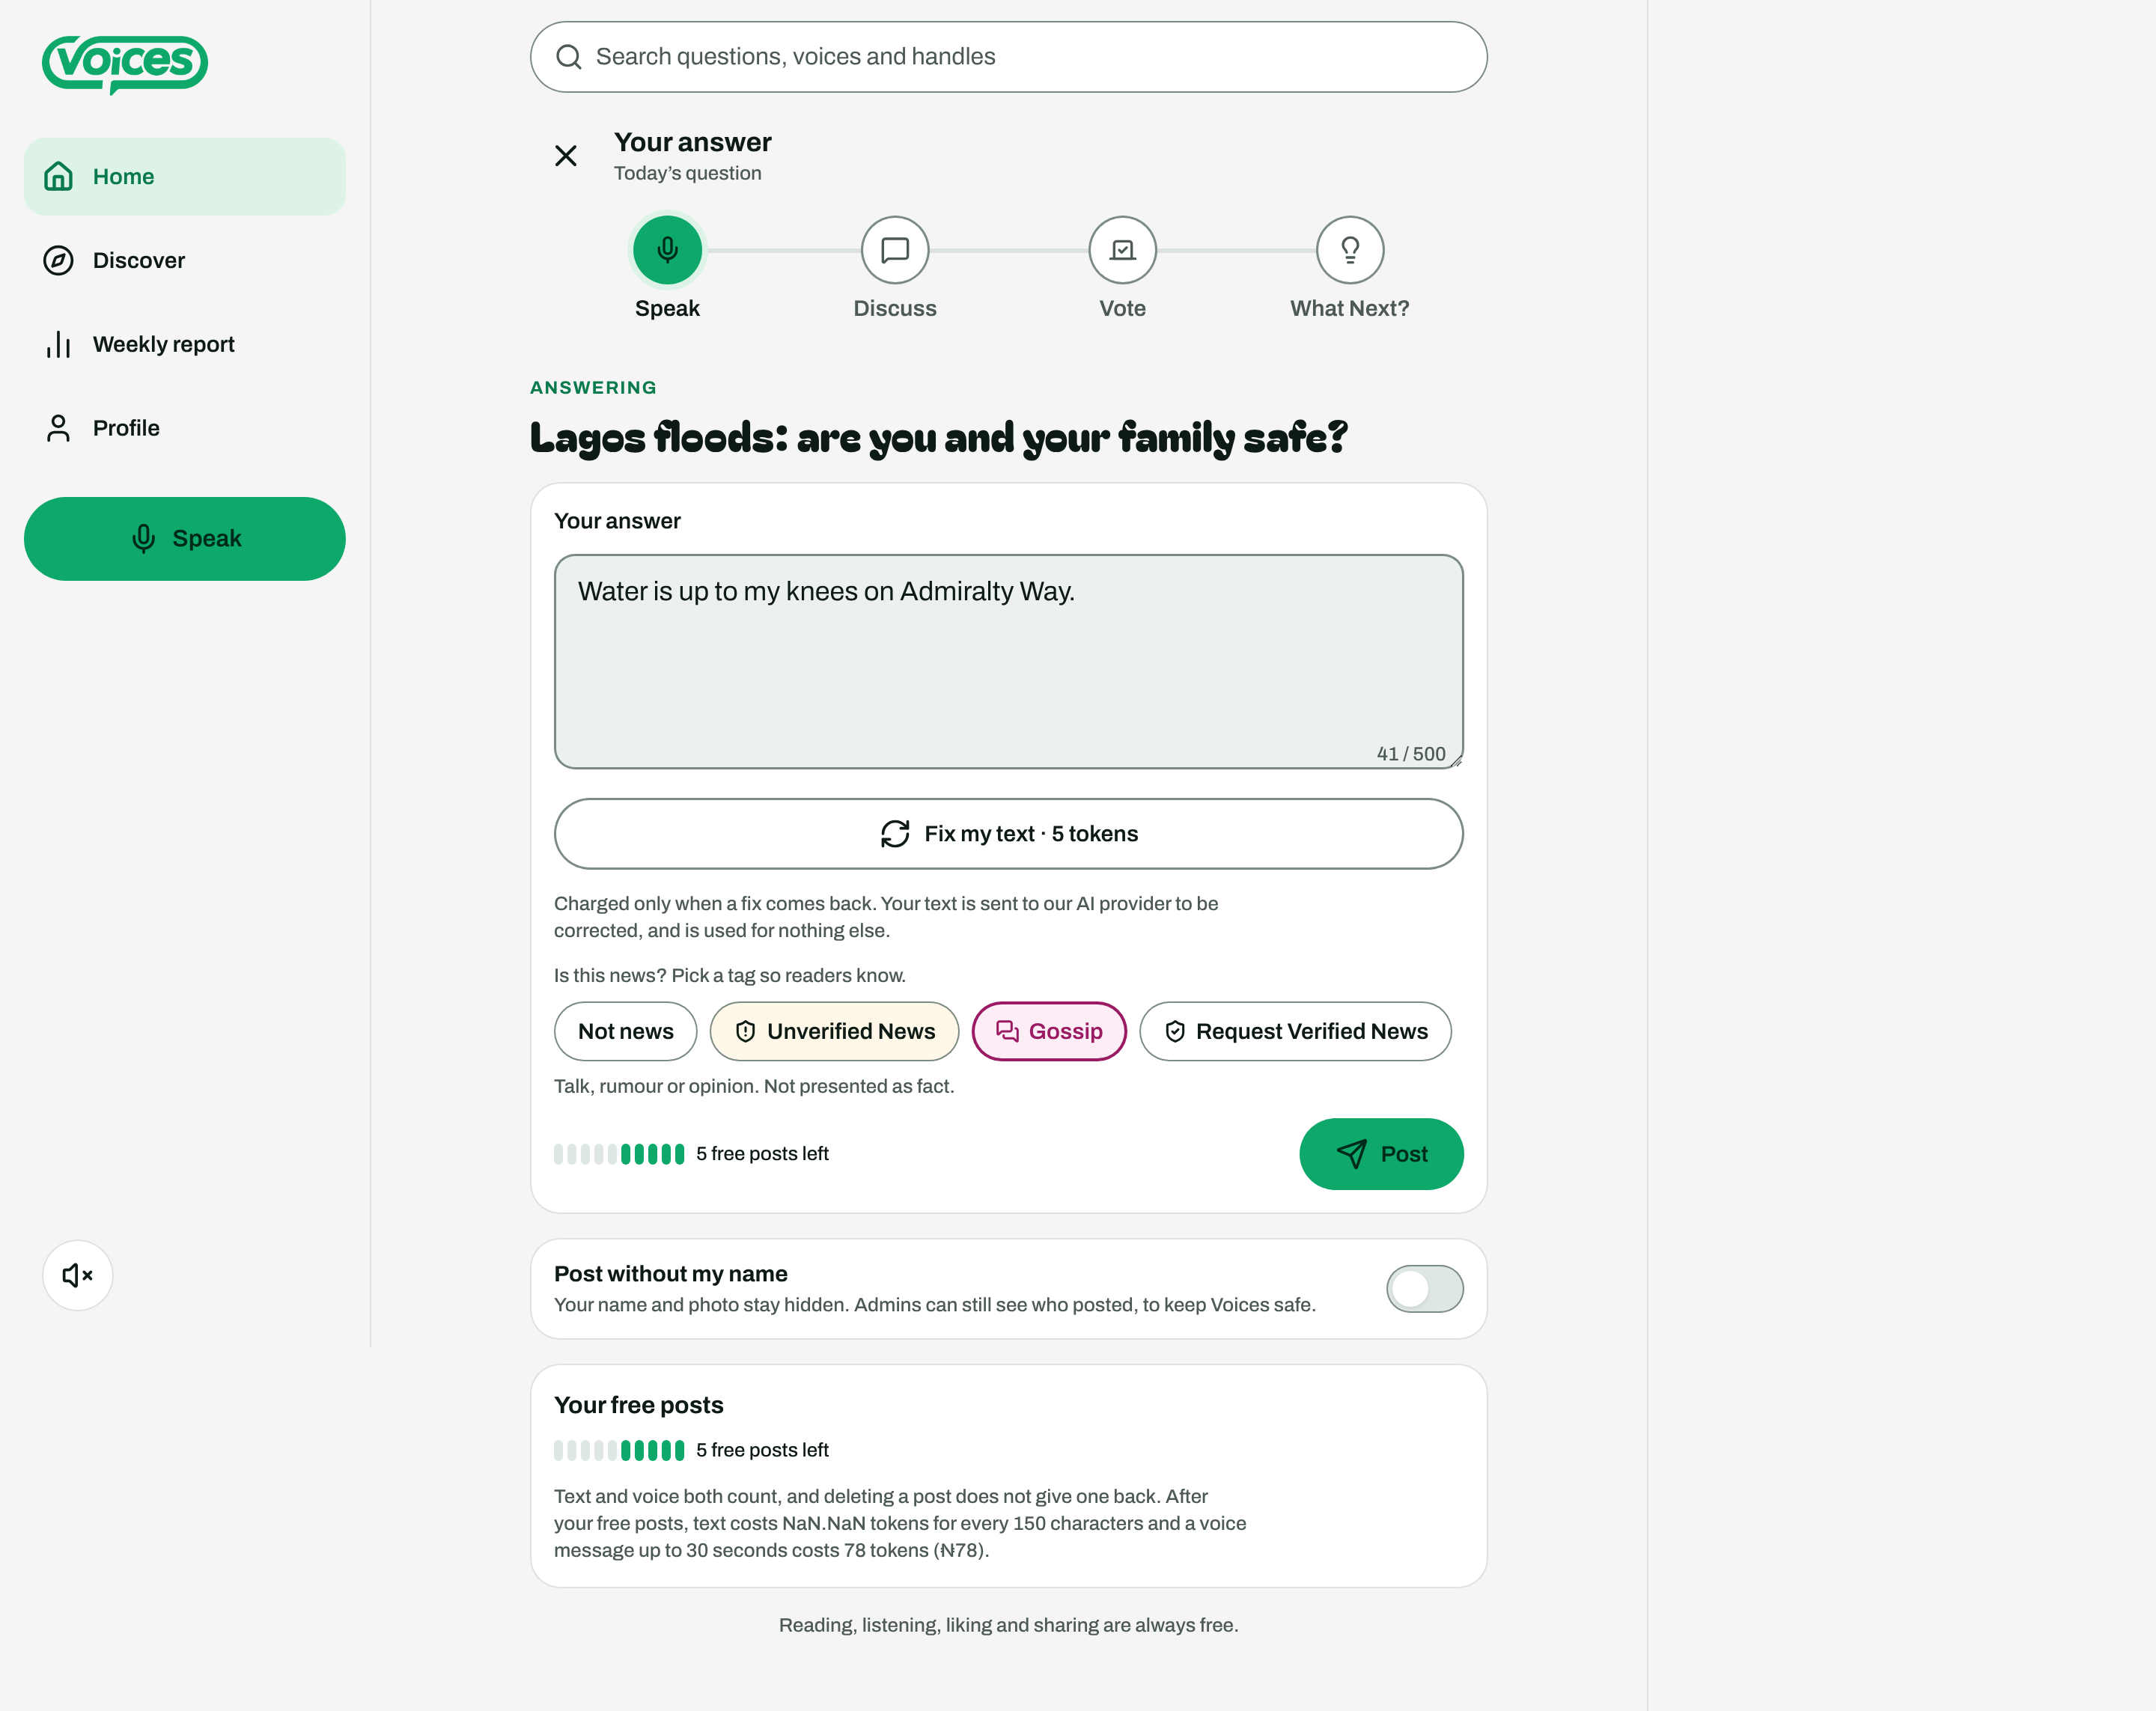 Voices
Search questions, voices and handles
Home
Discover
Weekly report
Profile
Speak
Your answer
Today’s question
Speak
Discuss
Vote
What Next?
ANSWERING
Lagos floods: are you and your family safe?
Your answer
Water is up to my knees on Admiralty Way.
41 / 500
Fix my text · 5 tokens
Charged only when a fix comes back. Your text is sent to our AI provider to be
corrected, and is used for nothing else.
Is this news? Pick a tag so readers know.
Not news
Unverified News
Gossip
Request Verified News
Talk, rumour or opinion. Not presented as fact.
5 free posts left
Post
Post without my name
Your name and photo stay hidden. Admins can still see who posted, to keep Voices safe.
Your free posts
5 free posts left
Text and voice both count, and deleting a post does not give one back. After
your free posts, text costs NaN.NaN tokens for every 150 characters and a voice
message up to 30 seconds costs 78 tokens (₦78).
Reading, listening, liking and sharing are always free.